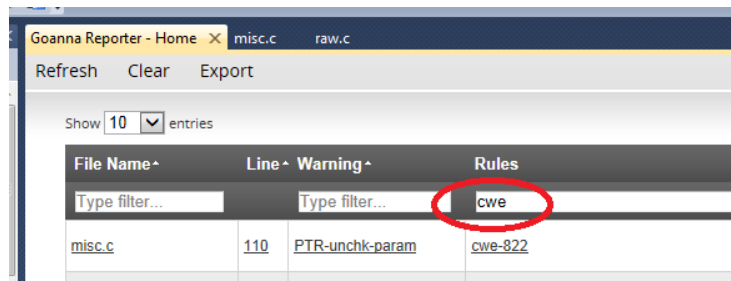 Goanna Reporter - Home misc.c raw.c
Refresh Clear Export
Show 10 entries
File Name Line Warning Rules
Type filter... Type filter... cwe
misc.c 110 PTR-unchk-param cwe-822